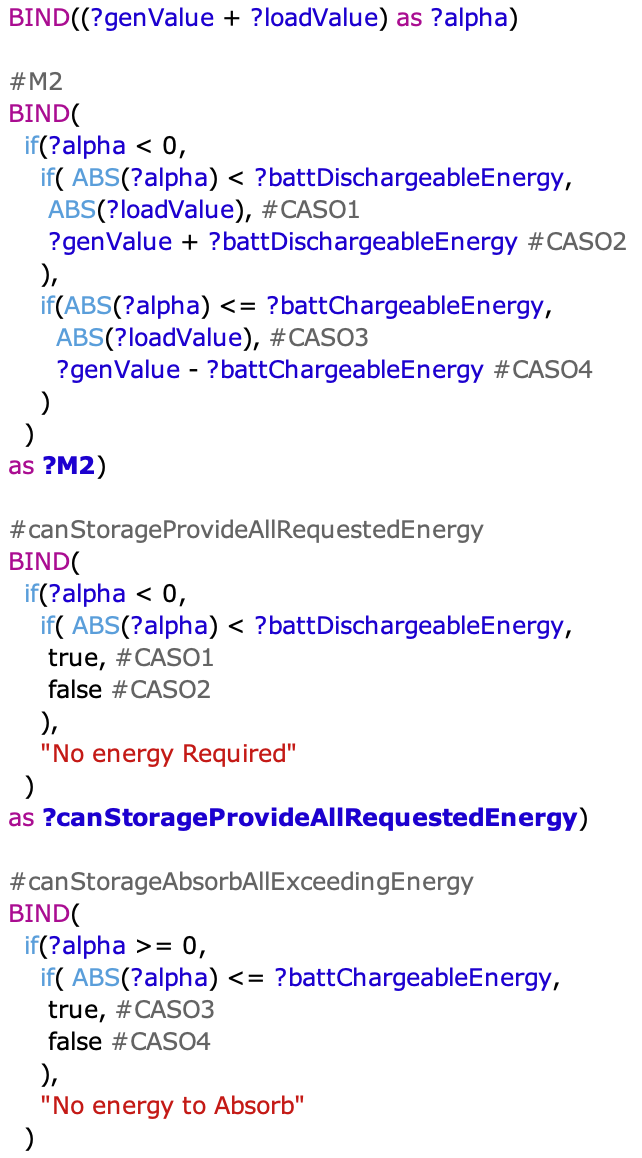 BIND((?genValue + ?loadValue) as ?alpha)
#M2
BIND(
if(?alpha < 0,
if( ABS(?alpha) < ?battDischargeableEnergy,
ABS(?loadValue), #CASO1
?genValue + ?battDischargeableEnergy #CASO2
),
if(ABS(?alpha) <= ?battChargeableEnergy,
ABS(?loadValue), #CASO3
?genValue - ?battChargeableEnergy #CASO4
)
)
as ?M2)
#canStorageProvideAllRequestedEnergy
BIND(
if(?alpha < 0,
if( ABS(?alpha) < ?battDischargeableEnergy,
true, #CASO1
false #CASO2
),
"No energy Required"
)
as ?canStorageProvideAllRequestedEnergy)
#canStorageAbsorbAllExceedingEnergy
BIND(
if(?alpha >= 0,
if( ABS(?alpha) <= ?battChargeableEnergy,
true, #CASO3
false #CASO4
),
"No energy to Absorb"
)